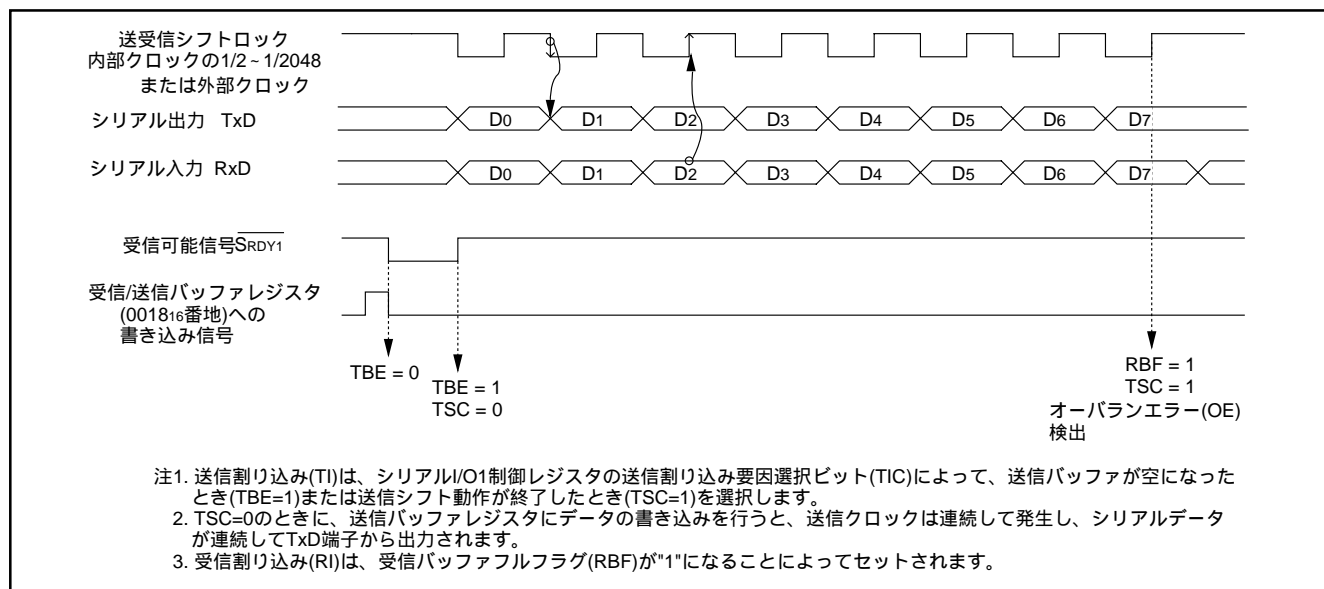 送受信シフトロック
内部クロックの1/2~1/2048
または外部クロック
シリアル出力 TxD
D0 D1 D2 D3 D4 D5 D6 D7
シリアル入力 RxD
D0 D1 D2 D3 D4 D5 D6 D7
受信可能信号SRDY1
受信/送信バッファレジスタ
(001816番地)への
書き込み信号
TBE = 0
TBE = 1
TSC = 0
RBF = 1
TSC = 1
オーバランエラー(OE)
検出
注1. 送信割り込み(TI)は、シリアルI/O1制御レジスタの送信割り込み要因選択ビット(TIC)によって、送信バッファが空になった
とき(TBE=1)または送信シフト動作が終了したとき(TSC=1)を選択します。
2. TSC=0のときに、送信バッファレジスタにデータの書き込みを行うと、送信クロックは連続して発生し、シリアルデータ
が連続してTxD端子から出力されます。
3. 受信割り込み(RI)は、受信バッファフルフラグ(RBF)が"1"になることによってセットされます。